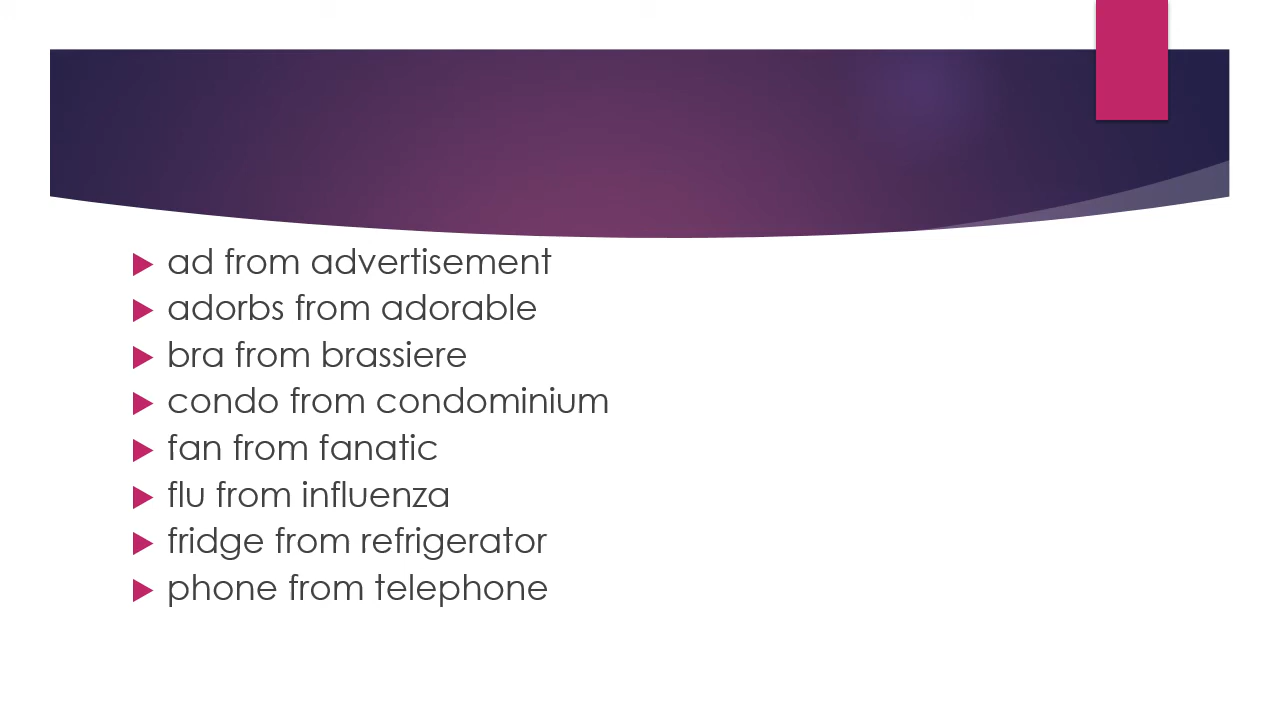 ad from advertisement
adorbs from adorable
bra from brassiere
condo from condominium
fan from fanatic
flu from influenza
fridge from refrigerator
phone from telephone